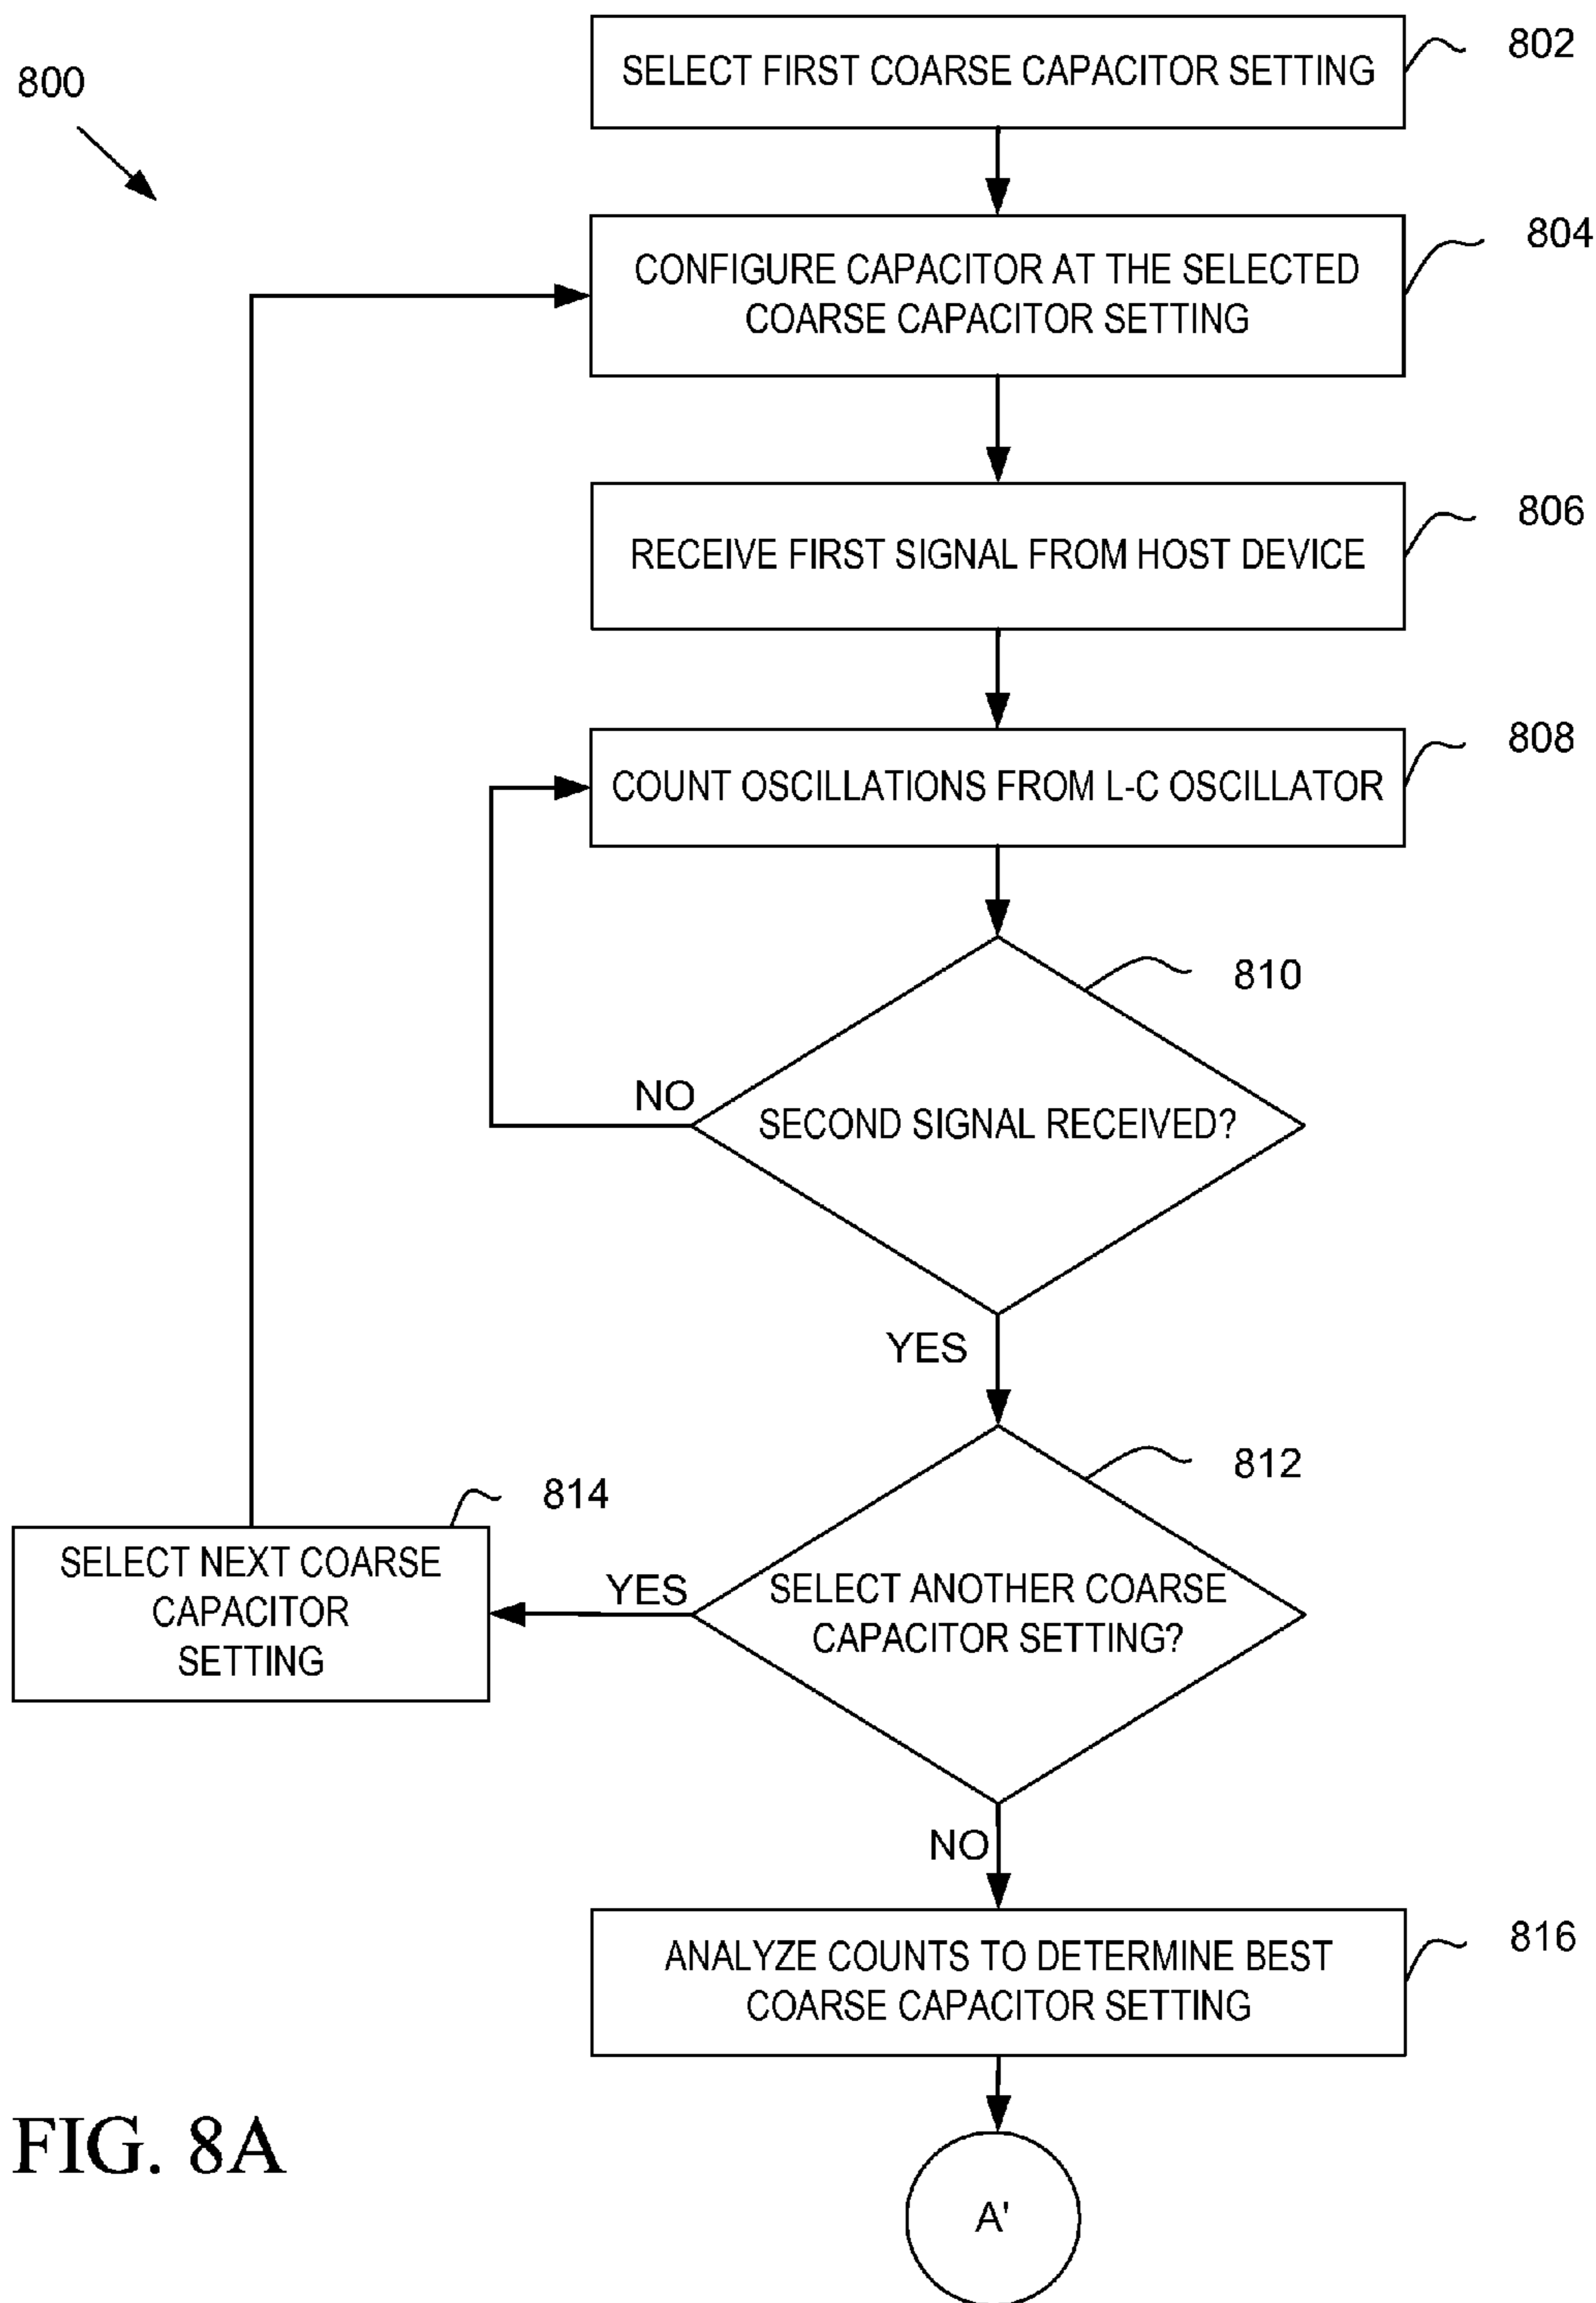 800
SELECT FIRST COARSE CAPACITOR SETTING
802
CONFIGURE CAPACITOR AT THE SELECTED
COARSE CAPACITOR SETTING
804
RECEIVE FIRST SIGNAL FROM HOST DEVICE
806
COUNT OSCILLATIONS FROM L-C OSCILLATOR
808
SECOND SIGNAL RECEIVED?
810
NO
YES
SELECT ANOTHER COARSE
CAPACITOR SETTING?
812
YES
SELECT NEXT COARSE
CAPACITOR
SETTING
814
NO
ANALYZE COUNTS TO DETERMINE BEST
COARSE CAPACITOR SETTING
816
A'
FIG. 8A